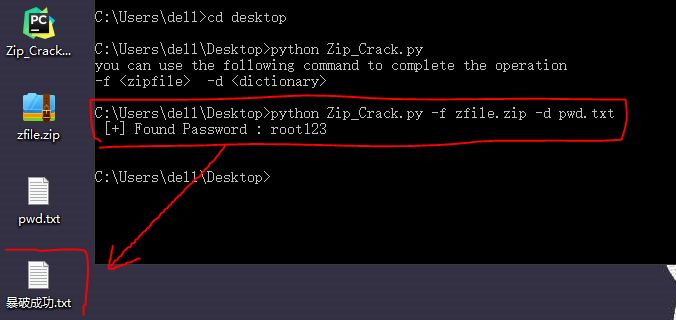 Zip_Crack...
zfile.zip
pwd.txt
暴破成功.txt
C:\Users\dell>cd desktop
C:\Users\dell\Desktop>python Zip_Crack.py
you can use the following command to complete the operation
-f <zipfile>  -d <dictionary>
C:\Users\dell\Desktop>python Zip_Crack.py -f zfile.zip -d pwd.txt
[+] Found Password : root123
C:\Users\dell\Desktop>
PC